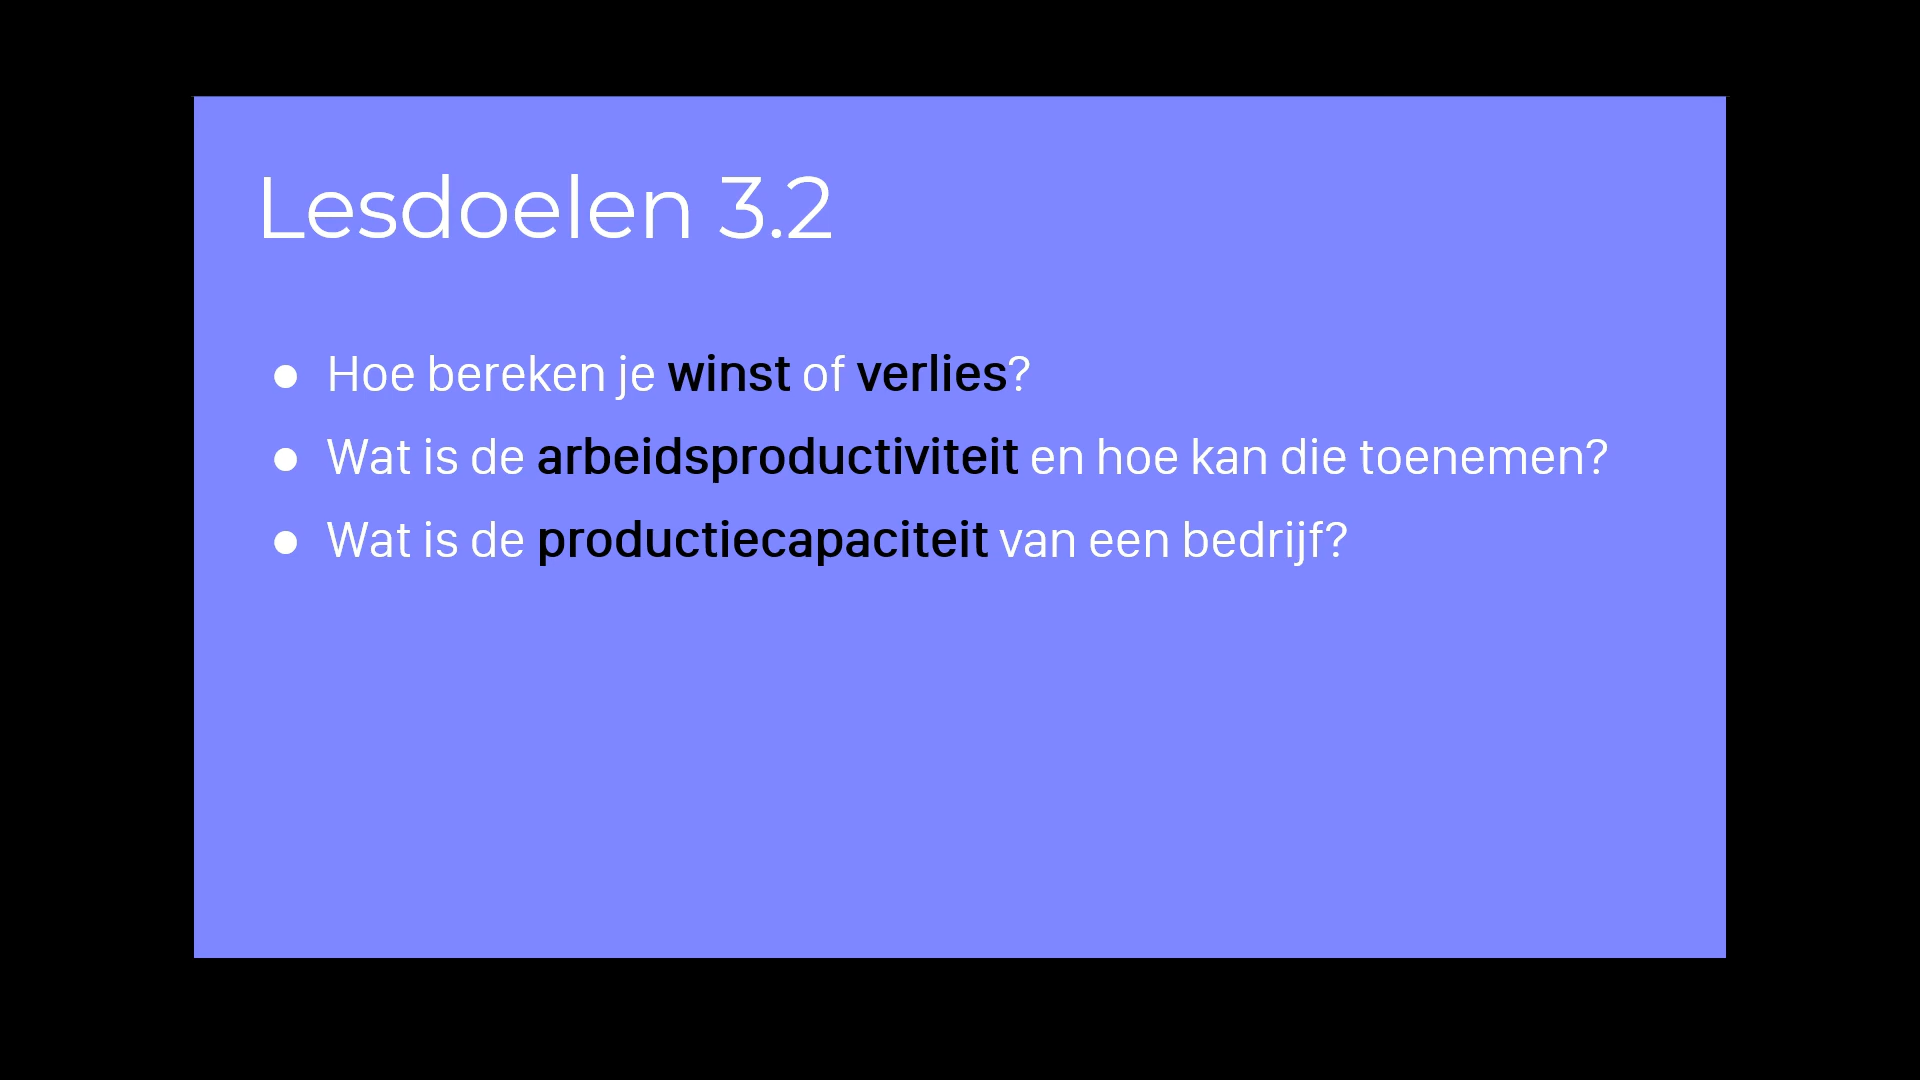 Lesdoelen 3.2
● Hoe bereken je winst of verlies?
● Wat is de arbeidsproductiviteit en hoe kan die toenemen?
● Wat is de productiecapaciteit van een bedrijf?